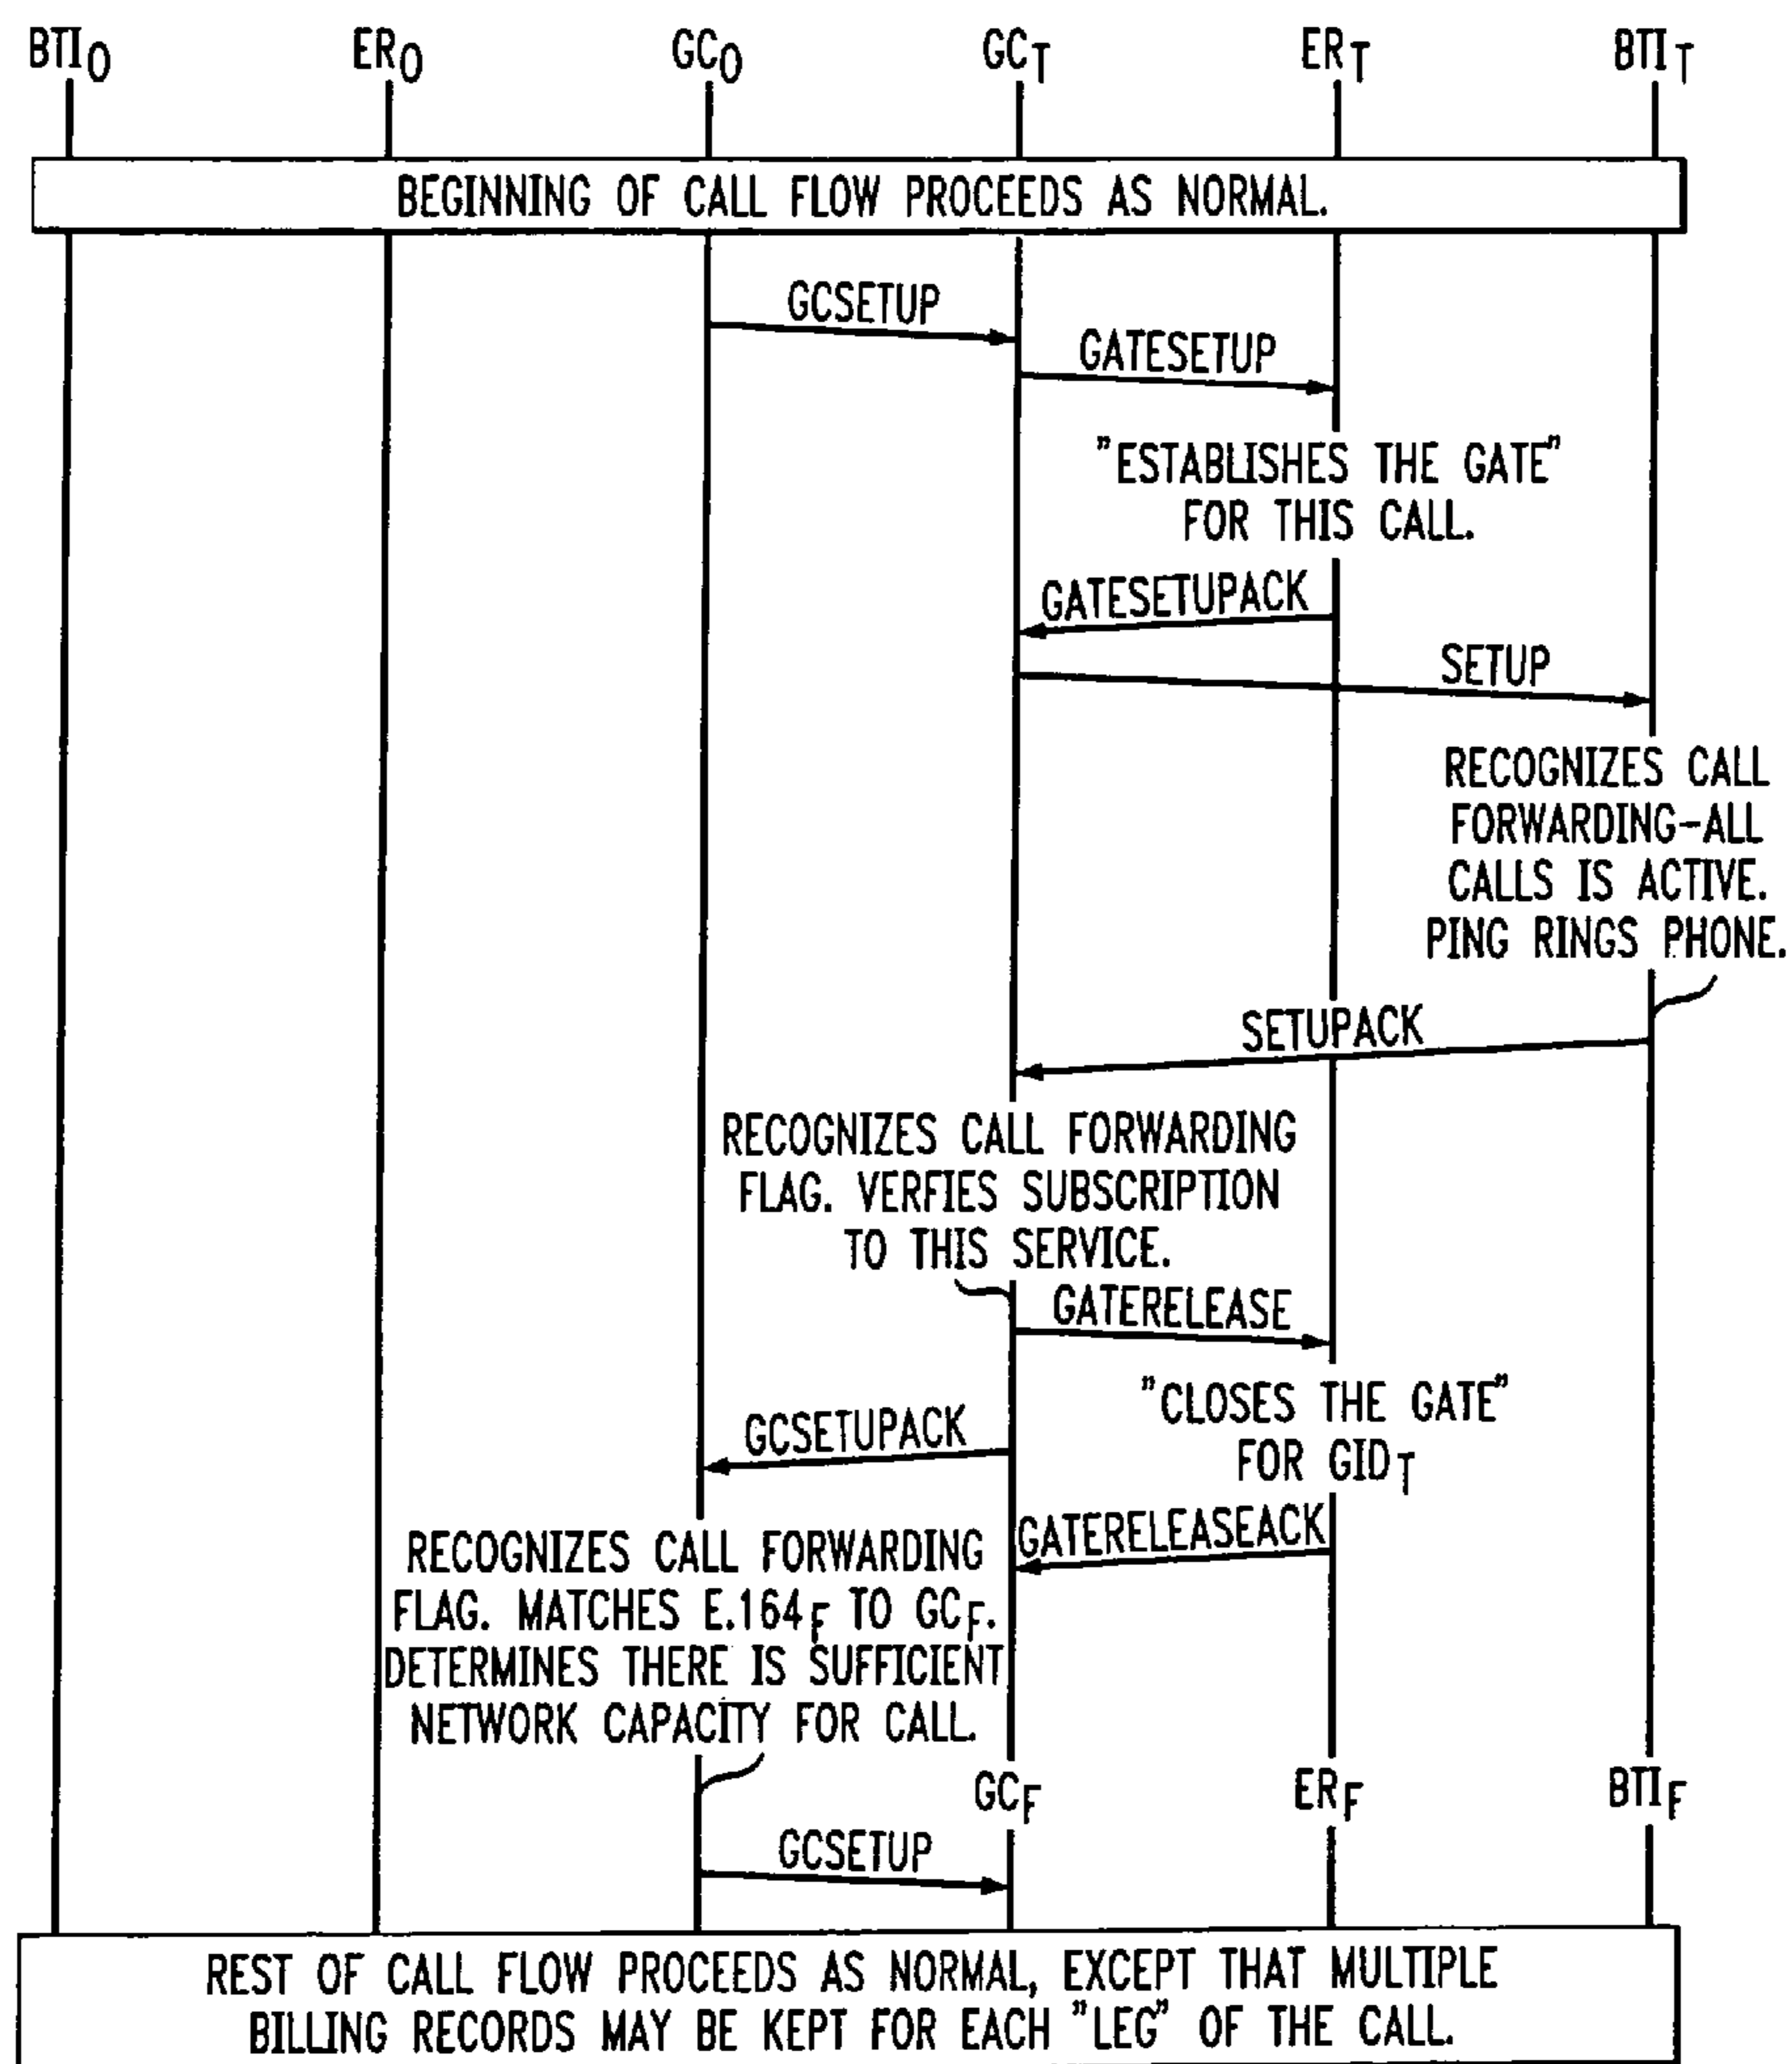 BTIO ERO GCO GCT ERT BTIT
BEGINNING OF CALL FLOW PROCEEDS AS NORMAL.
GCSETUP
GATESETUP
"ESTABLISHES THE GATE"
FOR THIS CALL.
GATESETUPACK
SETUP
RECOGNIZES CALL
FORWARDING-ALL
CALLS IS ACTIVE.
PING RINGS PHONE.
SETUPACK
RECOGNIZES CALL FORWARDING
FLAG. VERFIES SUBSCRIPTION
TO THIS SERVICE.
GATERELEASE
"CLOSES THE GATE"
FOR GIDT
GCSETUPACK
GATERELEASEACK
RECOGNIZES CALL FORWARDING
FLAG. MATCHES E.164F TO GCF.
DETERMINES THERE IS SUFFICIENT
NETWORK CAPACITY FOR CALL.
GCF ERF BTIF
GCSETUP
REST OF CALL FLOW PROCEEDS AS NORMAL, EXCEPT THAT MULTIPLE
BILLING RECORDS MAY BE KEPT FOR EACH "LEG" OF THE CALL.